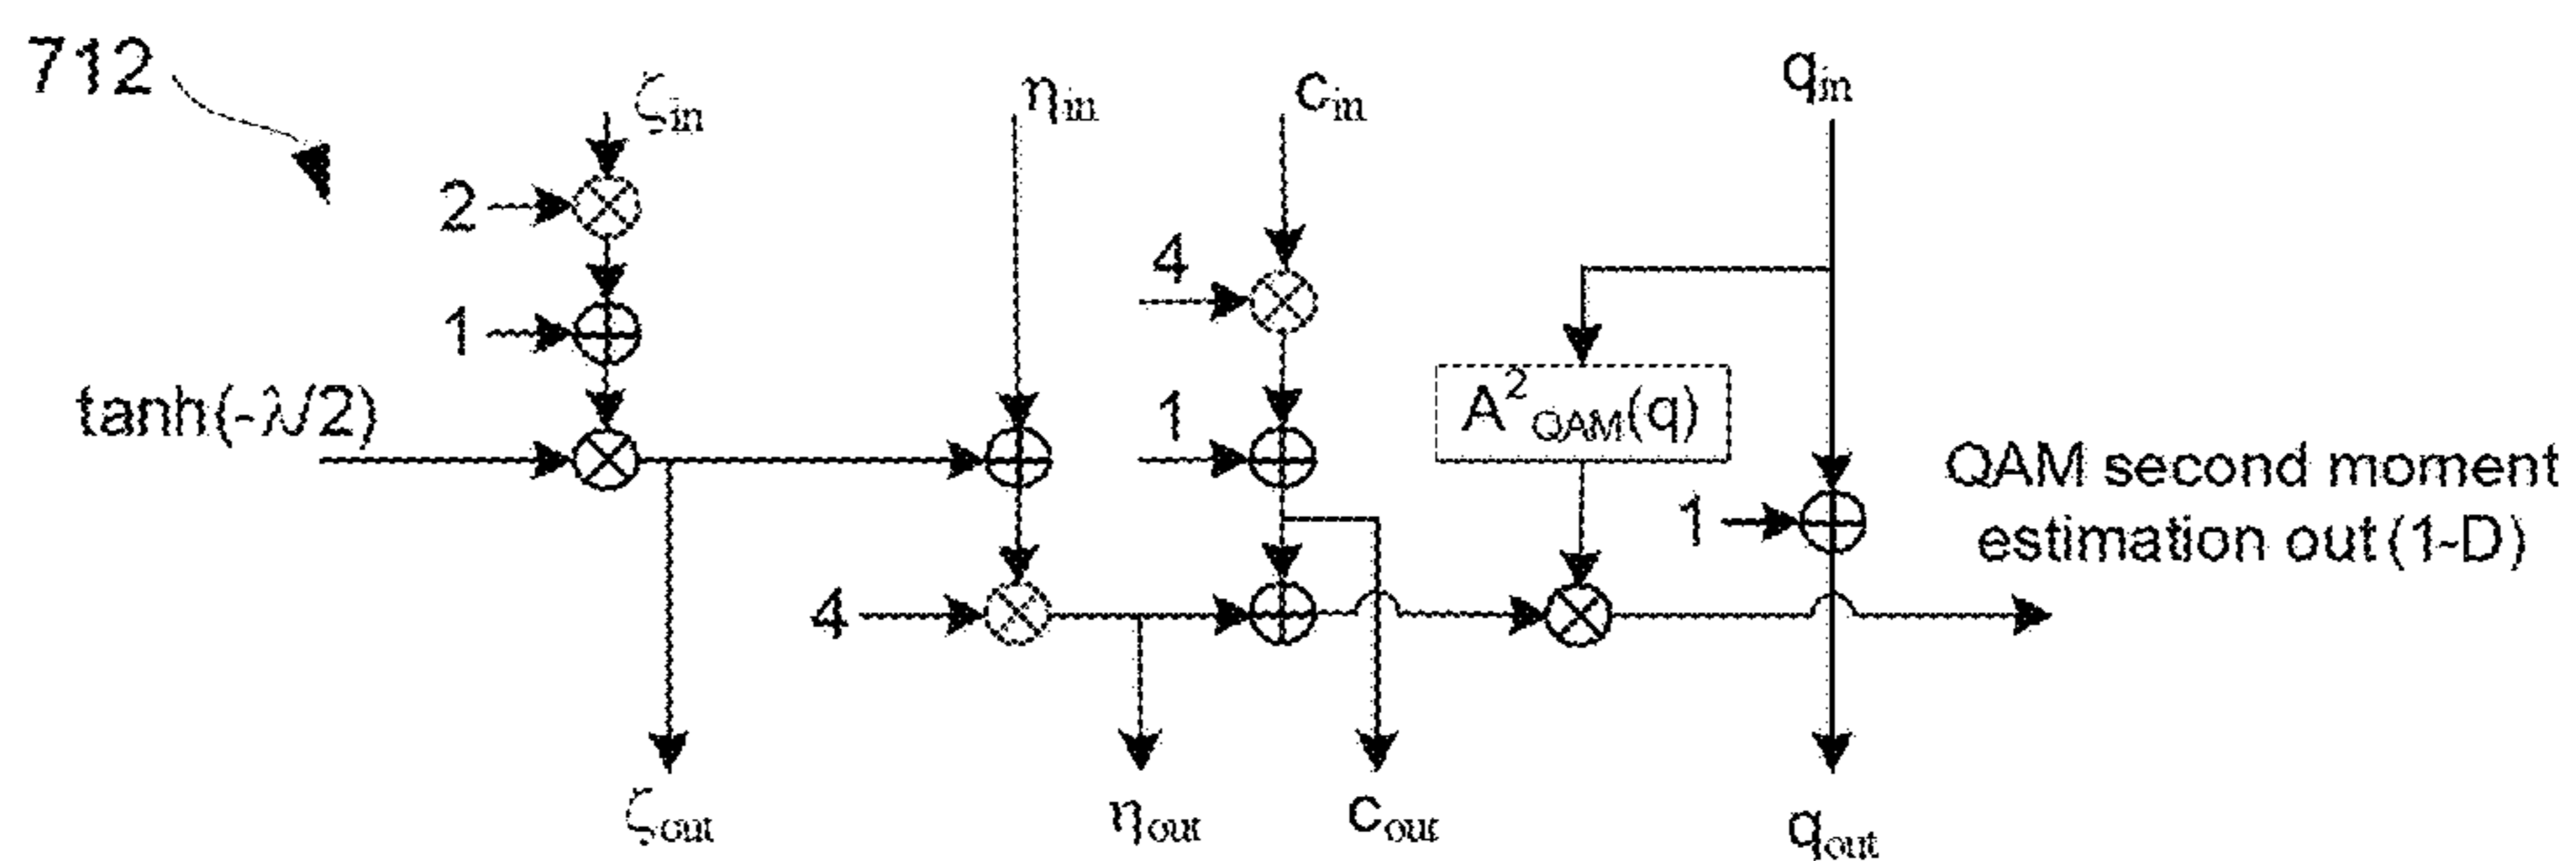 712
ζin
ηin
cin
qin
2
4
1
1
tanh(-λ/2)
A²QAM(q)
QAM second moment
estimation out (1-D)
1
4
ζout
ηout
cout
qout